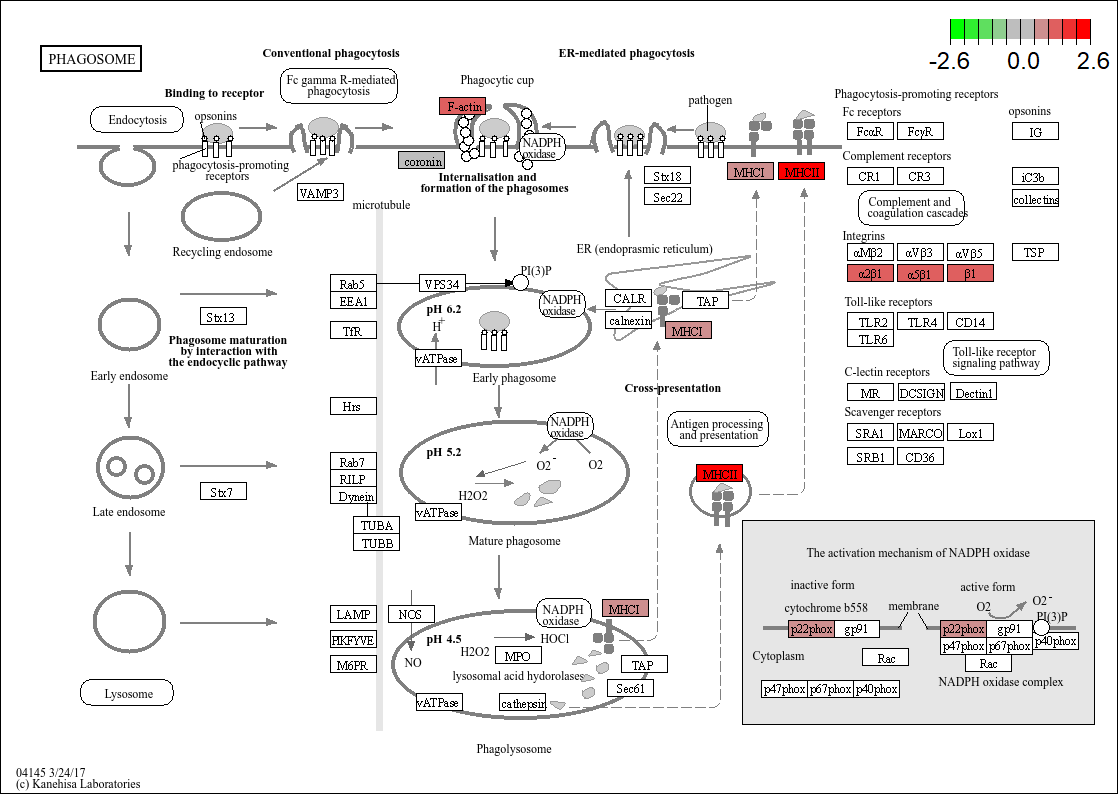 -2.6 0.0 2.6
PHAGOSOME
Conventional phagocytosis
ER-mediated phagocytosis
Fc gamma R-mediated
phagocytosis
Phagocytic cup
Binding to receptor
Endocytosis
opsonins
F-actin
pathogen
NADPH
oxidase
coronin
phagocytosis-promoting
receptors
VAMP3
Internalisation and
formation of the phagosomes
Stx18
Sec22
MHCI
MHCII
microtubule
Recycling endosome
ER (endoprasmic reticulum)
Phagocytosis-promoting receptors
Fc receptors
opsonins
FcαR
FcγR
IG
Complement receptors
CR1
CR3
iC3b
Complement and
coagulation cascades
collectins
Integrins
αMβ2
αVβ3
αVβ5
TSP
α2β1
α5β1
β1
Toll-like receptors
TLR2
TLR4
CD14
TLR6
Toll-like receptor
signaling pathway
C-lectin receptors
MR
DCSIGN
Dectin1
Scavenger receptors
SRA1
MARCO
Lox1
SRB1
CD36
Rab5
EEA1
VPS34
PI(3)P
TfR
pH 6.2
H+
NADPH
oxidase
CALR
TAP
calnexin
MHCI
vATPase
Early phagosome
Stx13
Phagosome maturation
by interaction with
the endocyclic pathway
Early endosome
Cross-presentation
Hrs
NADPH
oxidase
Antigen processing
and presentation
pH 5.2
O2-
O2
H2O2
Rab7
RILP
Dynein
vATPase
MHCII
Stx7
Late endosome
TUBA
TUBB
Mature phagosome
LAMP
NOS
NADPH
oxidase
MHCI
PIKFYVE
pH 4.5
HOCl
H2O2
MPO
M6PR
NO
lysosomal acid hydorolases
TAP
Sec61
vATPase
cathepsin
Lysosome
Phagolysosome
The activation mechanism of NADPH oxidase
inactive form
active form
cytochrome b558
membrane
O2
O2-
PI(3)P
p22phox
gp91
p22phox
gp91
p47phox
p67phox
p40phox
Cytoplasm
Rac
Rac
p47phox
p67phox
p40phox
NADPH oxidase complex
04145 3/24/17
(c) Kanehisa Laboratories